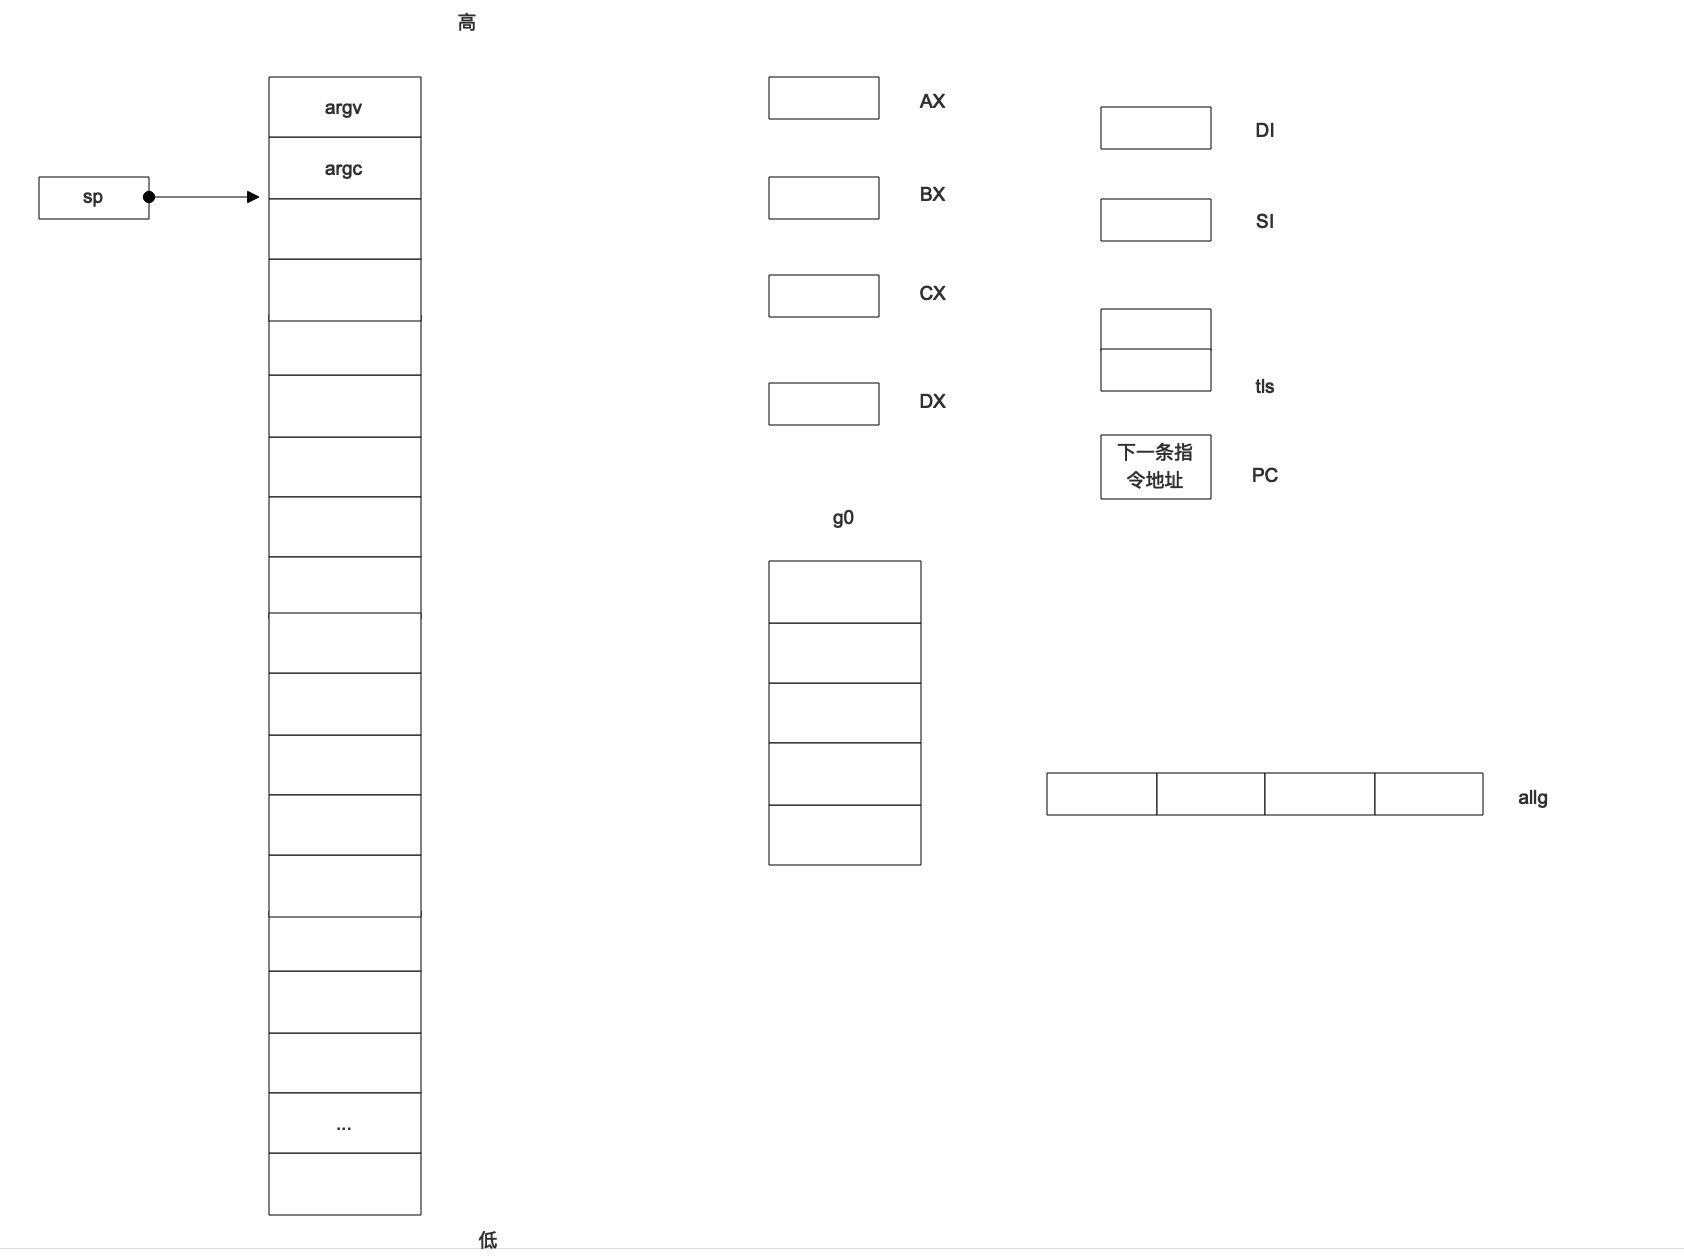 高
argv
argc
sp
AX
BX
CX
DX
DI
SI
tls
下一条指
令地址
PC
g0
allg
...
低